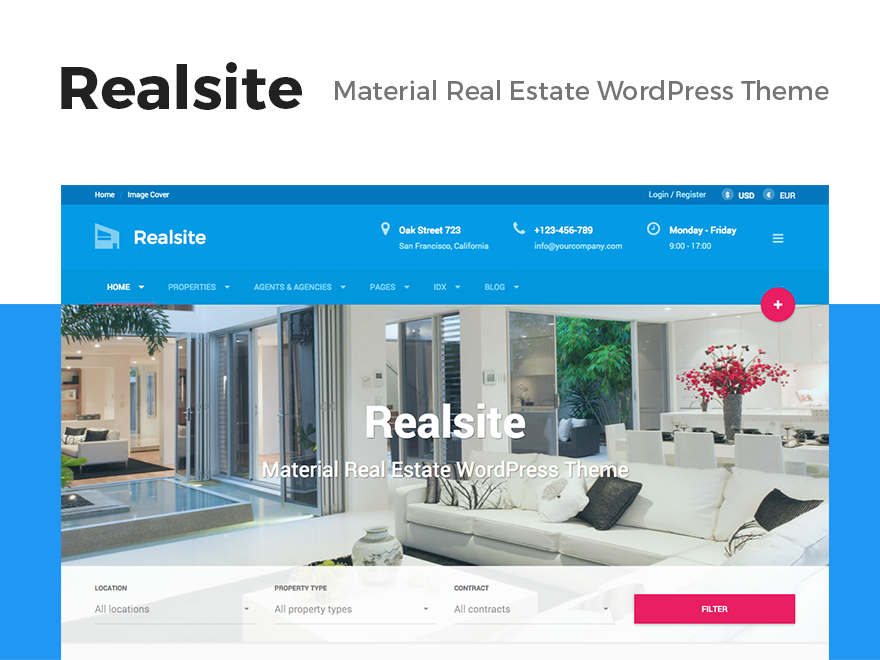 Realsite Material Real Estate WordPress Theme
Home / Image Cover Login / Register $ USD € EUR
Realsite
Oak Street 723
San Francisco, California
+123-456-789
info@yourcompany.com
Monday - Friday
9:00 - 17:00
HOME PROPERTIES AGENTS & AGENCIES PAGES IDX BLOG
+
Realsite
Material Real Estate WordPress Theme
LOCATION PROPERTY TYPE CONTRACT
All locations All property types All contracts FILTER